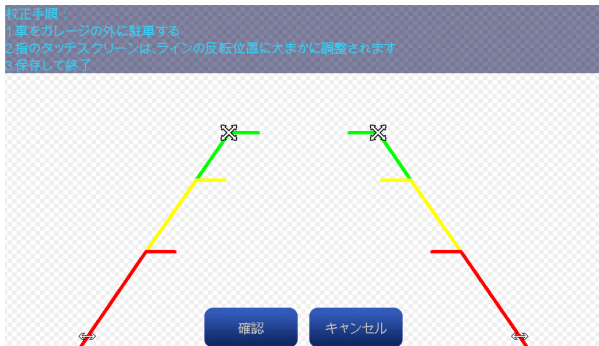 校正手順：
1 車をガレージの外に駐車する
2 指のタッチスクリーンは、ラインの反転位置に大まかに調整されます
3 保存して終了
確認
キャンセル